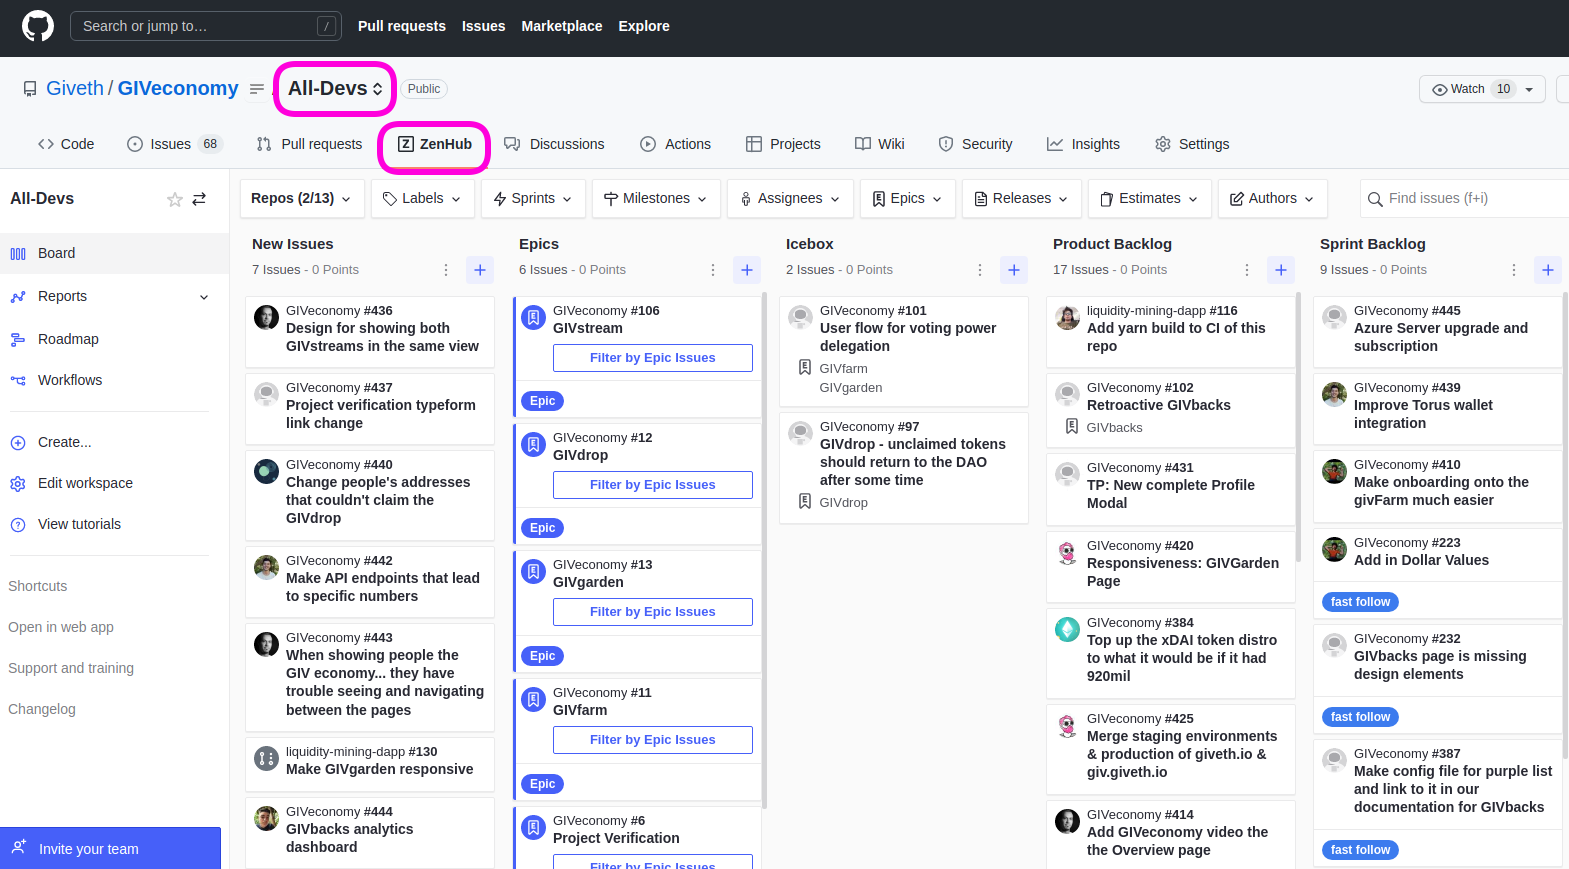 Search or jump to… /
Pull requests Issues Marketplace Explore
Giveth / GIVeconomy All-Devs Public
Watch 10
Code Issues 68 Pull requests ZenHub Discussions Actions Projects Wiki Security Insights Settings
All-Devs
Board
Reports
Roadmap
Workflows
Create...
Edit workspace
View tutorials
Shortcuts
Open in web app
Support and training
Changelog
Invite your team
Repos (2/13) Labels Sprints Milestones Assignees Epics Releases Estimates Authors Find issues (f+i)
New Issues
7 Issues - 0 Points
GIVeconomy #436
Design for showing both
GIVstreams in the same view
GIVeconomy #437
Project verification typeform
link change
GIVeconomy #440
Change people's addresses
that couldn't claim the
GIVdrop
GIVeconomy #442
Make API endpoints that lead
to specific numbers
GIVeconomy #443
When showing people the
GIV economy... they have
trouble seeing and navigating
between the pages
liquidity-mining-dapp #130
Make GIVgarden responsive
GIVeconomy #444
GIVbacks analytics
dashboard
Epics
6 Issues - 0 Points
GIVeconomy #106
GIVstream
Filter by Epic Issues
Epic
GIVeconomy #12
GIVdrop
Filter by Epic Issues
Epic
GIVeconomy #13
GIVgarden
Filter by Epic Issues
Epic
GIVeconomy #11
GIVfarm
Filter by Epic Issues
Epic
GIVeconomy #6
Project Verification
Filter by Epic Issues
Icebox
2 Issues - 0 Points
GIVeconomy #101
User flow for voting power
delegation
GIVfarm
GIVgarden
GIVeconomy #97
GIVdrop - unclaimed tokens
should return to the DAO
after some time
GIVdrop
Product Backlog
17 Issues - 0 Points
liquidity-mining-dapp #116
Add yarn build to CI of this
repo
GIVeconomy #102
Retroactive GIVbacks
GIVbacks
GIVeconomy #431
TP: New complete Profile
Modal
GIVeconomy #420
Responsiveness: GIVGarden
Page
GIVeconomy #384
Top up the xDAI token distro
to what it would be if it had
920mil
GIVeconomy #425
Merge staging environments
& production of giveth.io &
giv.giveth.io
GIVeconomy #414
Add GIVeconomy video the
the Overview page
Sprint Backlog
9 Issues - 0 Points
GIVeconomy #445
Azure Server upgrade and
subscription
GIVeconomy #439
Improve Torus wallet
integration
GIVeconomy #410
Make onboarding onto the
givFarm much easier
GIVeconomy #223
Add in Dollar Values
fast follow
GIVeconomy #232
GIVbacks page is missing
design elements
fast follow
GIVeconomy #387
Make config file for purple list
and link to it in our
documentation for GIVbacks
fast follow